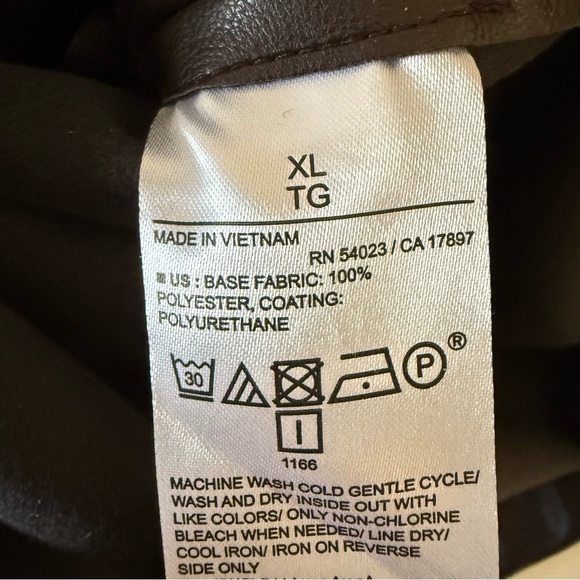 XL
TG
MADE IN VIETNAM
RN 54023 / CA 17897
US : BASE FABRIC: 100%
POLYESTER, COATING:
POLYURETHANE
30
P ®
I
1166
MACHINE WASH COLD GENTLE CYCLE/
WASH AND DRY INSIDE OUT WITH
LIKE COLORS/ ONLY NON-CHLORINE
BLEACH WHEN NEEDED/ LINE DRY/
COOL IRON/ IRON ON REVERSE
SIDE ONLY